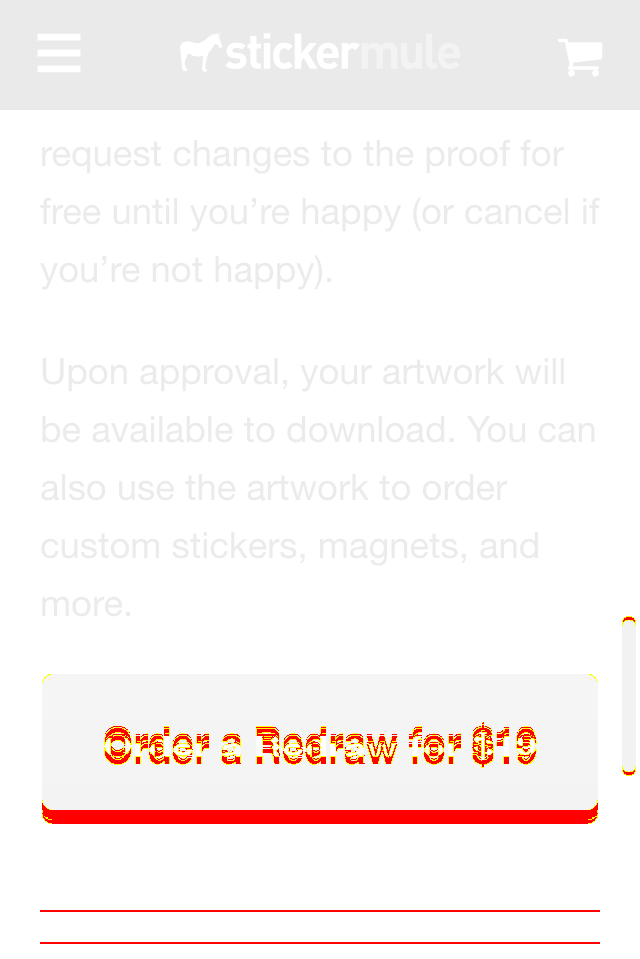 stickermule
request changes to the proof for
free until you’re happy (or cancel if
you’re not happy).
Upon approval, your artwork will
be available to download. You can
also use the artwork to order
custom stickers, magnets, and
more.
Order a Redraw for $19